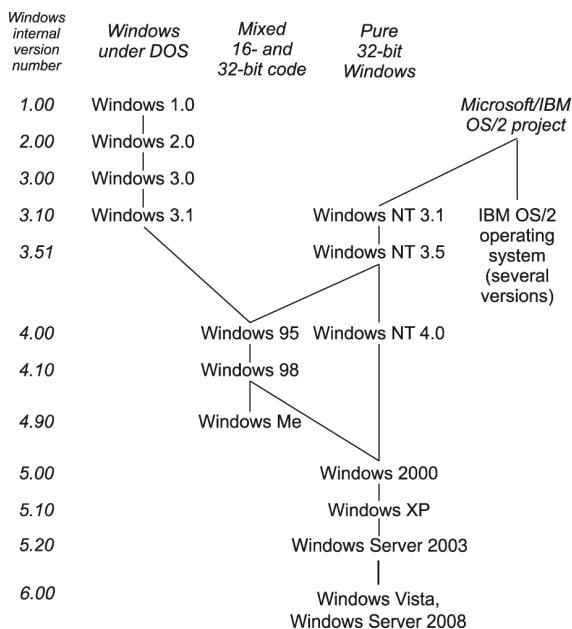 Windows
internal
version
number
Windows
under DOS
Mixed
16- and
32-bit code
Pure
32-bit
Windows
1.00
Windows 1.0
Microsoft/IBM
OS/2 project
2.00
Windows 2.0
3.00
Windows 3.0
3.10
Windows 3.1
Windows NT 3.1
IBM OS/2
operating
system
(several
versions)
3.51
Windows NT 3.5
4.00
Windows 95
Windows NT 4.0
4.10
Windows 98
4.90
Windows Me
5.00
Windows 2000
5.10
Windows XP
5.20
Windows Server 2003
6.00
Windows Vista,
Windows Server 2008